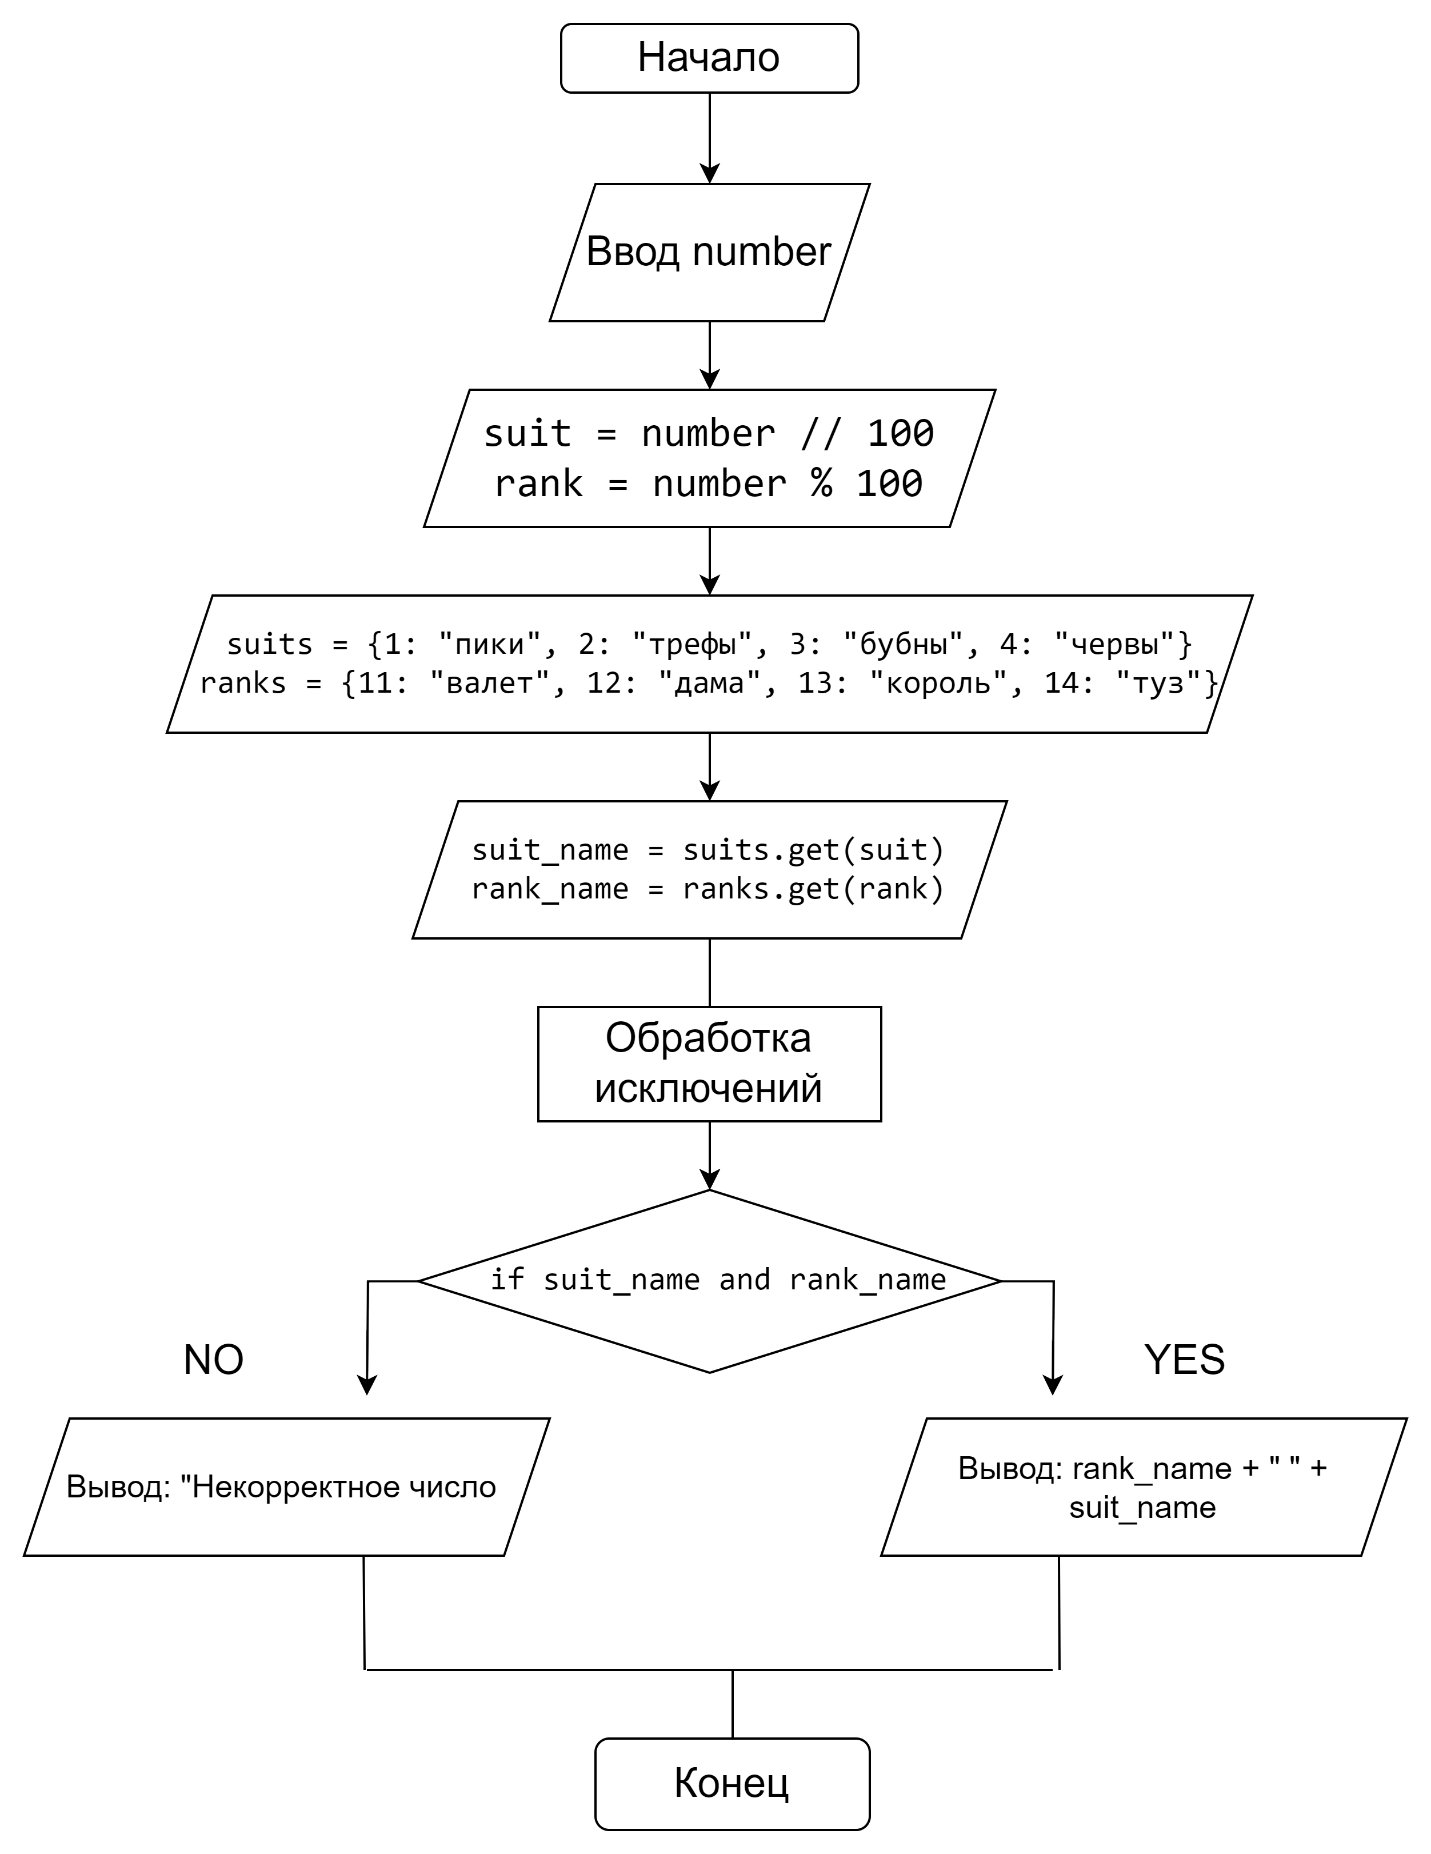 Начало
Ввод number
suit = number // 100
rank = number % 100
suits = {1: "пики", 2: "трефы", 3: "бубны", 4: "червы"}
ranks = {11: "валет", 12: "дама", 13: "король", 14: "туз"}
suit_name = suits.get(suit)
rank_name = ranks.get(rank)
Обработка
исключений
if suit_name and rank_name
NO
YES
Вывод: "Некорректное число
Вывод: rank_name + " " +
suit_name
Конец